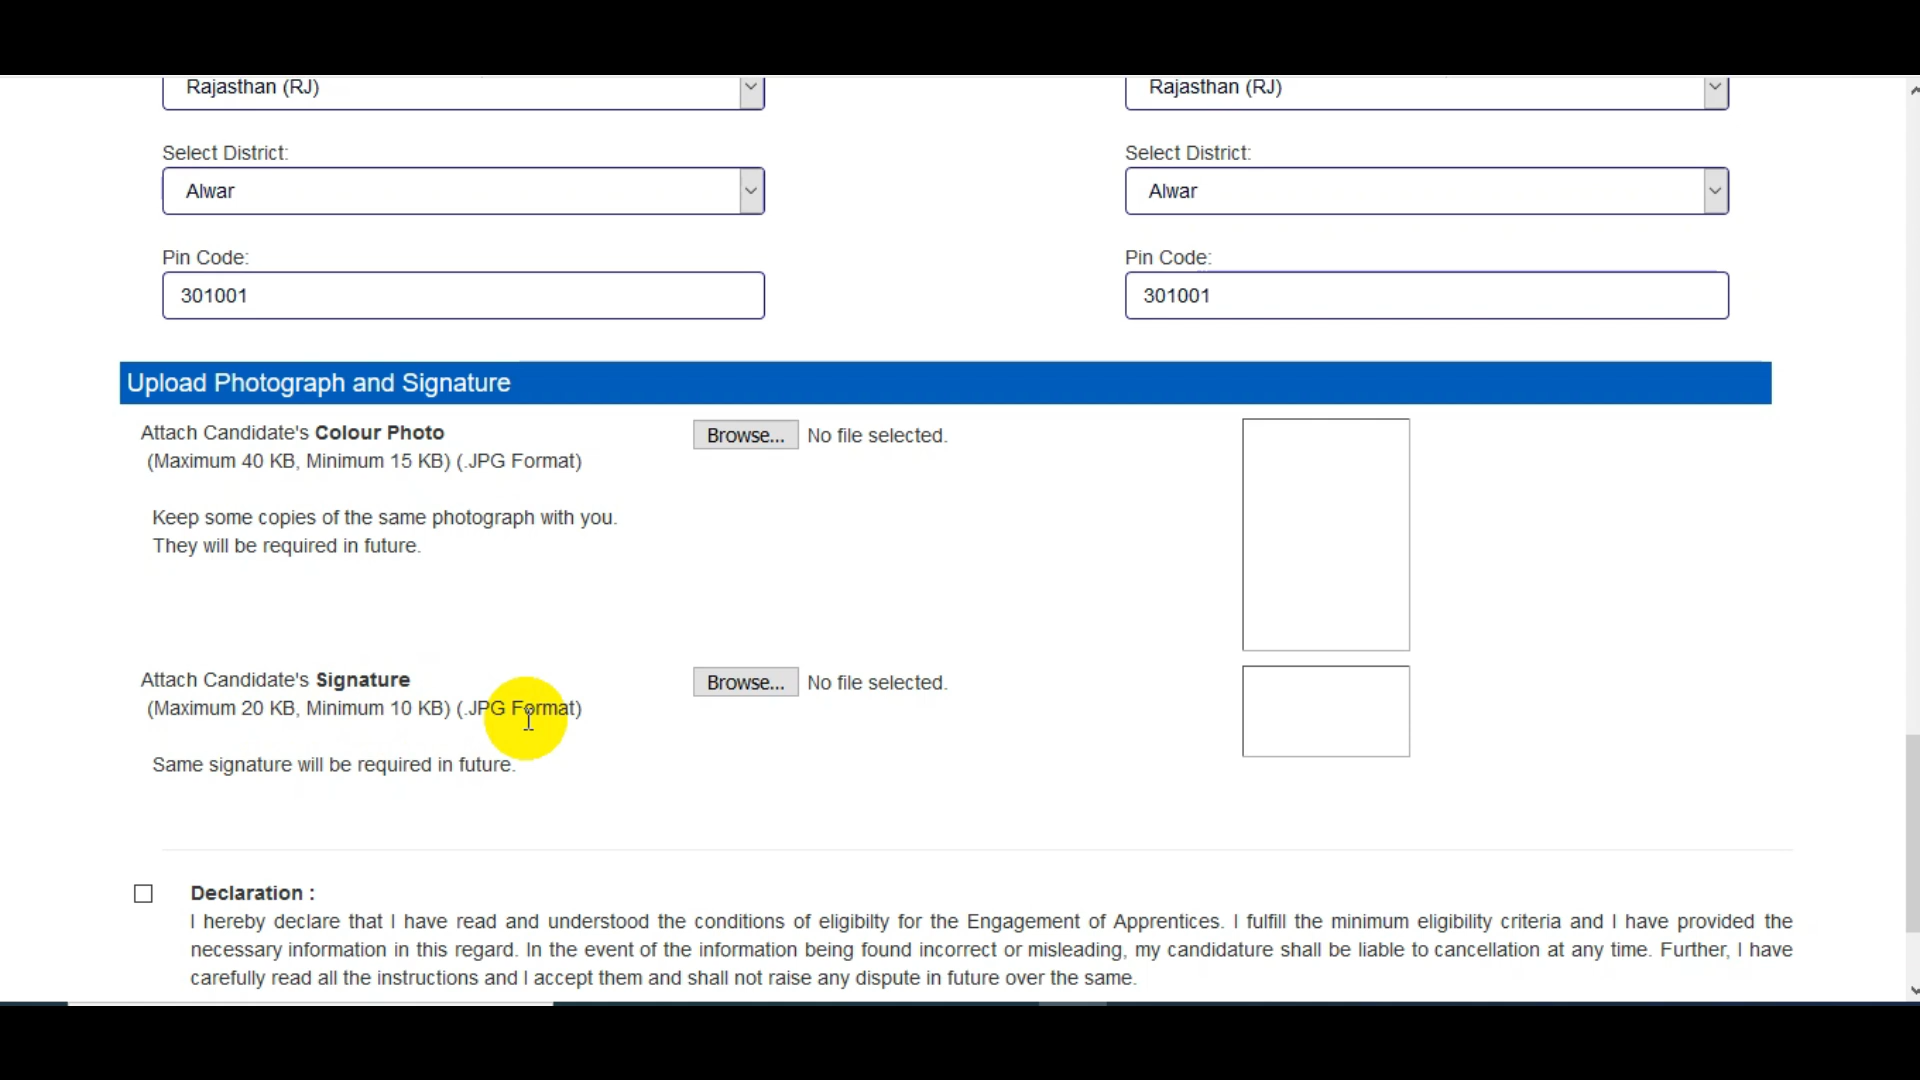 Rajasthan (RJ)
Rajasthan (RJ)
Select District:
Select District:
Alwar
Alwar
Pin Code:
Pin Code:
301001
301001
Upload Photograph and Signature
Attach Candidate's Colour Photo
Browse... No file selected.
(Maximum 40 KB, Minimum 15 KB) (.JPG Format)
Keep some copies of the same photograph with you.
They will be required in future.
Attach Candidate's Signature
Browse... No file selected.
(Maximum 20 KB, Minimum 10 KB) (.JPG Format)
Same signature will be required in future.
Declaration :
I hereby declare that I have read and understood the conditions of eligibilty for the Engagement of Apprentices. I fulfill the minimum eligibility criteria and I have provided the
necessary information in this regard. In the event of the information being found incorrect or misleading, my candidature shall be liable to cancellation at any time. Further, I have
carefully read all the instructions and I accept them and shall not raise any dispute in future over the same.